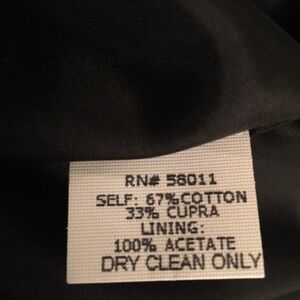 RN# 58011
SELF: 67% COTTON
33% CUPRA
LINING:
100% ACETATE
DRY CLEAN ONLY